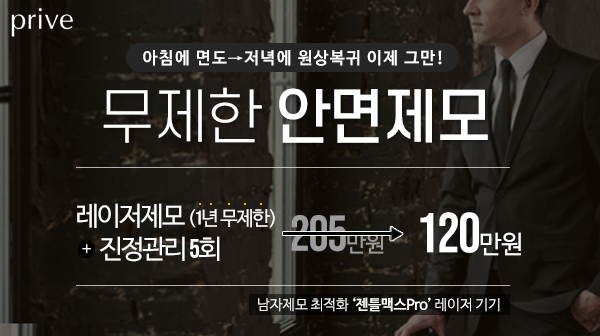 prive
아침에 면도→저녁에 원상복귀 이제 그만!
무제한 안면제모
레이저제모 (1년 무제한)
+ 진정관리 5회
205만원 → 120만원
남자제모 최적화 ‘젠틀맥스Pro’ 레이저 기기